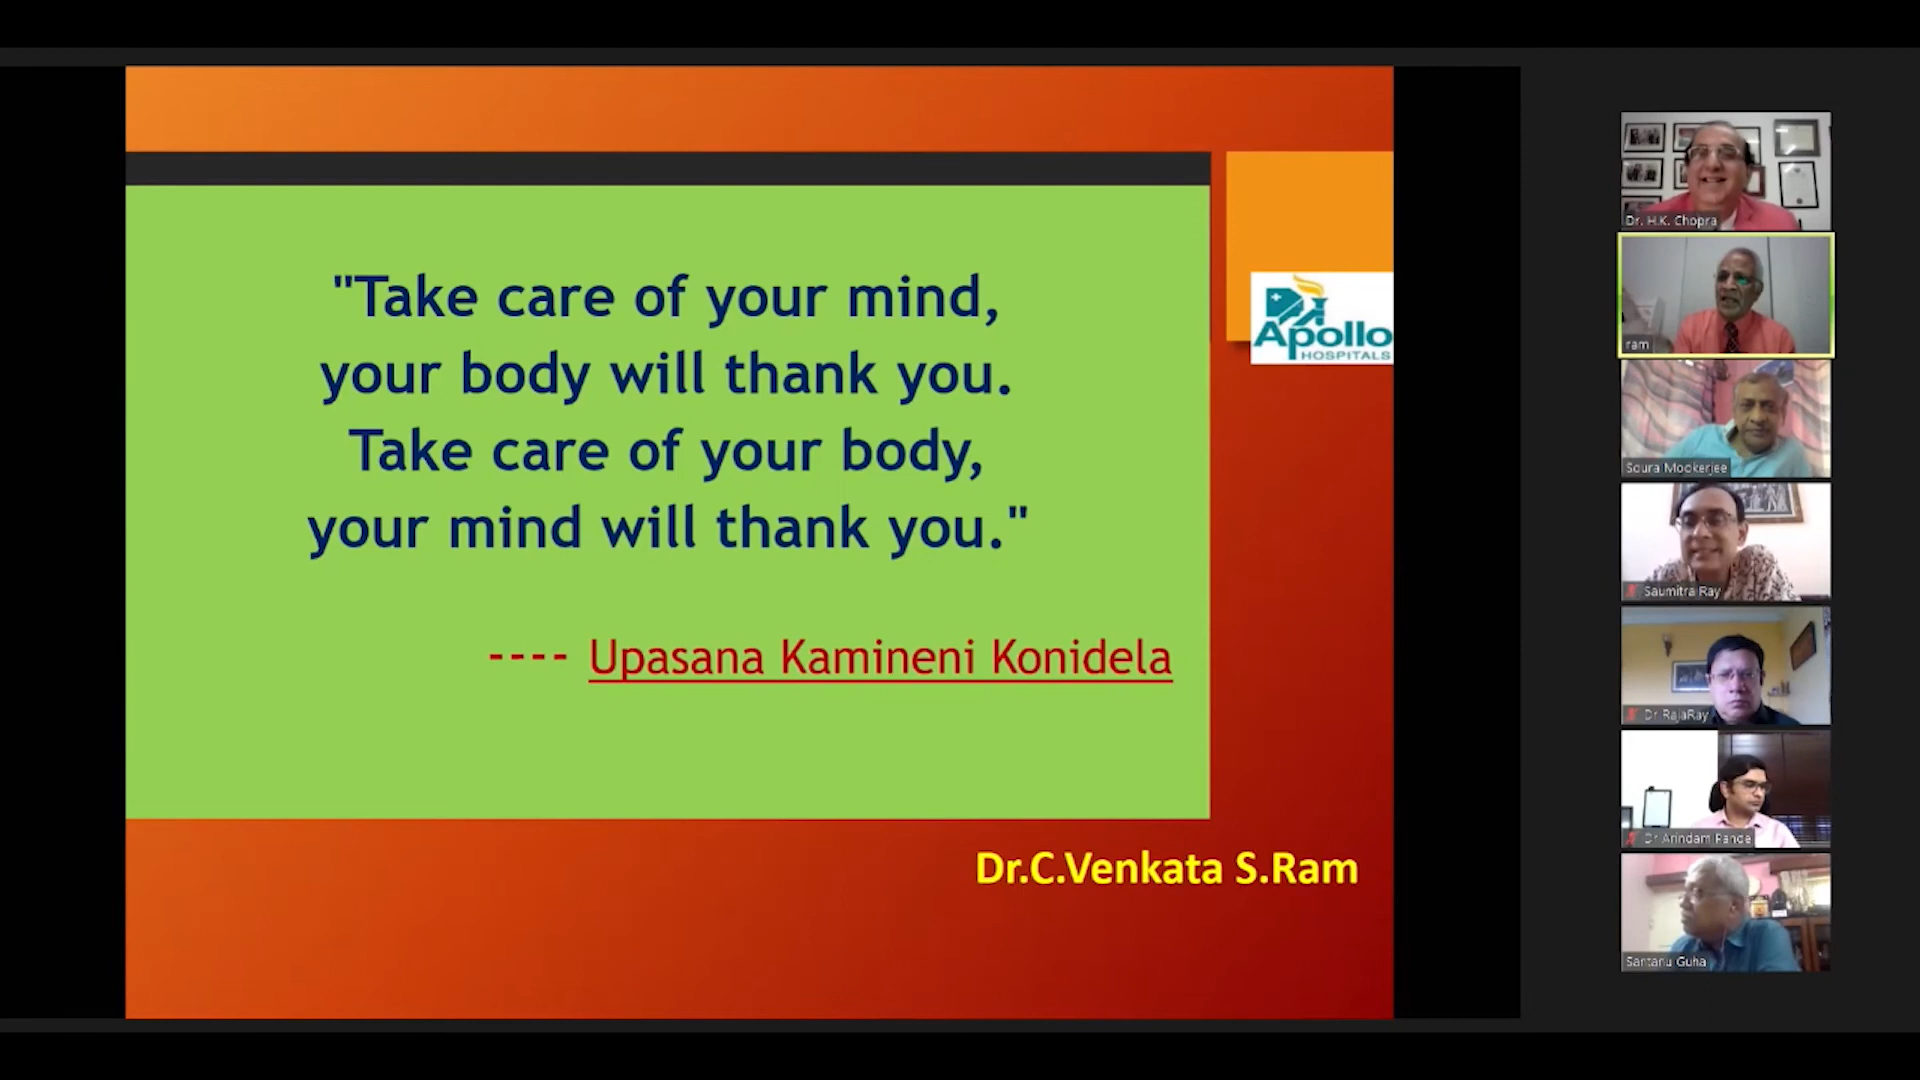 "Take care of your mind,
your body will thank you.
Take care of your body,
your mind will thank you."
---- Upasana Kamineni Konidela
Apollo
HOSPITALS
Dr.C.Venkata S.Ram
Dr. H.K. Chopra
ram
Soura Mookerjee
Saumitra Ray
Dr RajaRay
Dr Arindam Pande
Santanu Guha